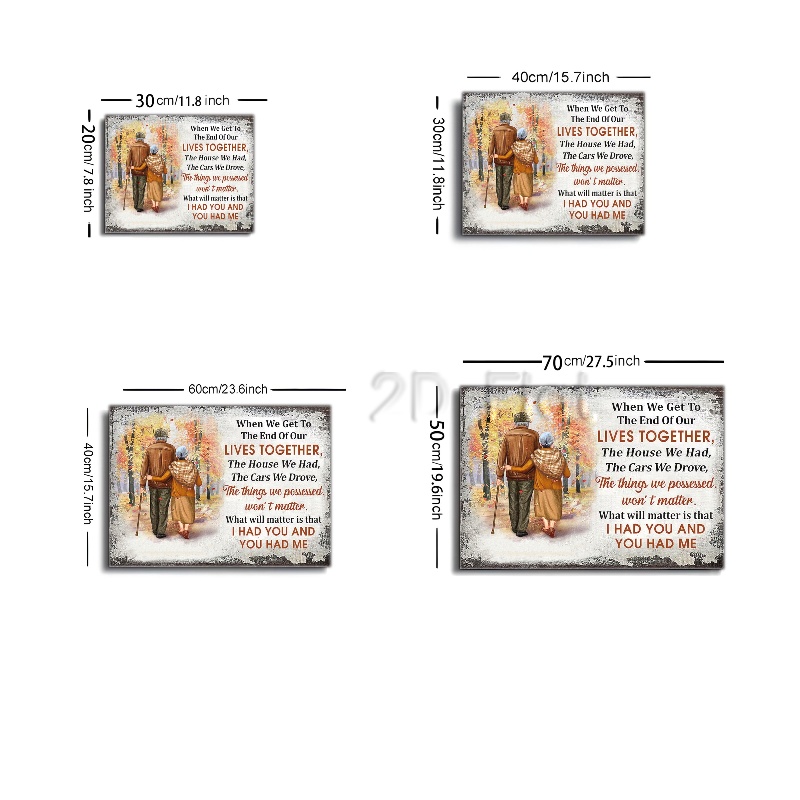 30cm/11.8 inch
20cm/ 7.8 inch
When We Get To
The End Of Our
LIVES TOGETHER,
The House We Had,
The Cars We Drove,
The things we possessed
won't matter.
What will matter is that
I HAD YOU AND
YOU HAD ME
40cm/15.7inch
30cm/11.8inch
When We Get To
The End Of Our
LIVES TOGETHER,
The House We Had,
The Cars We Drove,
The things we possessed
won't matter.
What will matter is that
I HAD YOU AND
YOU HAD ME
60cm/23.6inch
40cm/15.7inch
When We Get To
The End Of Our
LIVES TOGETHER,
The House We Had,
The Cars We Drove,
The things we possessed
won't matter.
What will matter is that
I HAD YOU AND
YOU HAD ME
70cm/27.5inch
50cm/19.6inch
When We Get To
The End Of Our
LIVES TOGETHER,
The House We Had,
The Cars We Drove,
The things we possessed
won't matter.
What will matter is that
I HAD YOU AND
YOU HAD ME
2D